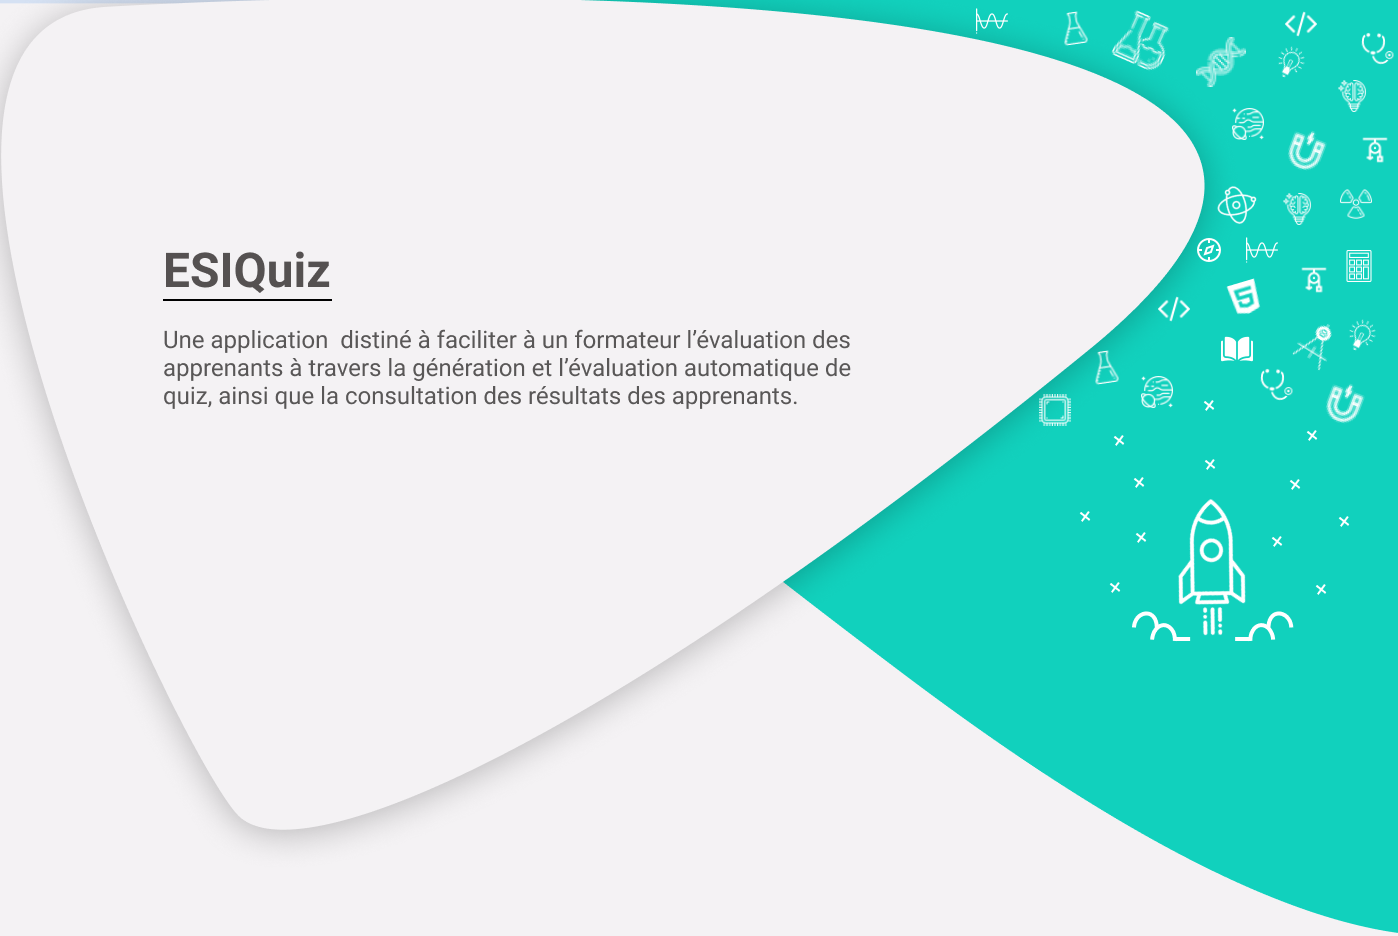 ESIQuiz
Une application  distiné à faciliter à un formateur l’évaluation des
apprenants à travers la génération et l’évaluation automatique de
quiz, ainsi que la consultation des résultats des apprenants.